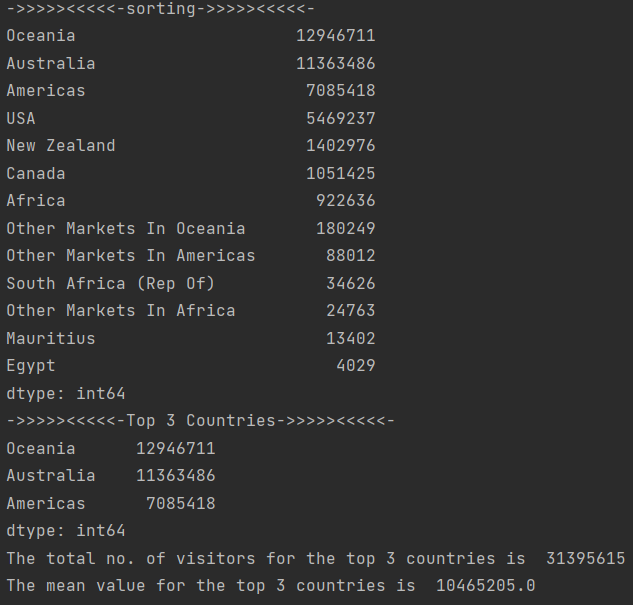 ->>>>><<<<<-sorting->>>>><<<<<-
Oceania                      12946711
Australia                    11363486
Americas                      7085418
USA                           5469237
New Zealand                   1402976
Canada                        1051425
Africa                         922636
Other Markets In Oceania       180249
Other Markets In Americas       88012
South Africa (Rep Of)           34626
Other Markets In Africa         24763
Mauritius                       13402
Egypt                            4029
dtype: int64
->>>>><<<<<-Top 3 Countries->>>>><<<<<-
Oceania      12946711
Australia    11363486
Americas      7085418
dtype: int64
The total no. of visitors for the top 3 countries is  31395615
The mean value for the top 3 countries is  10465205.0